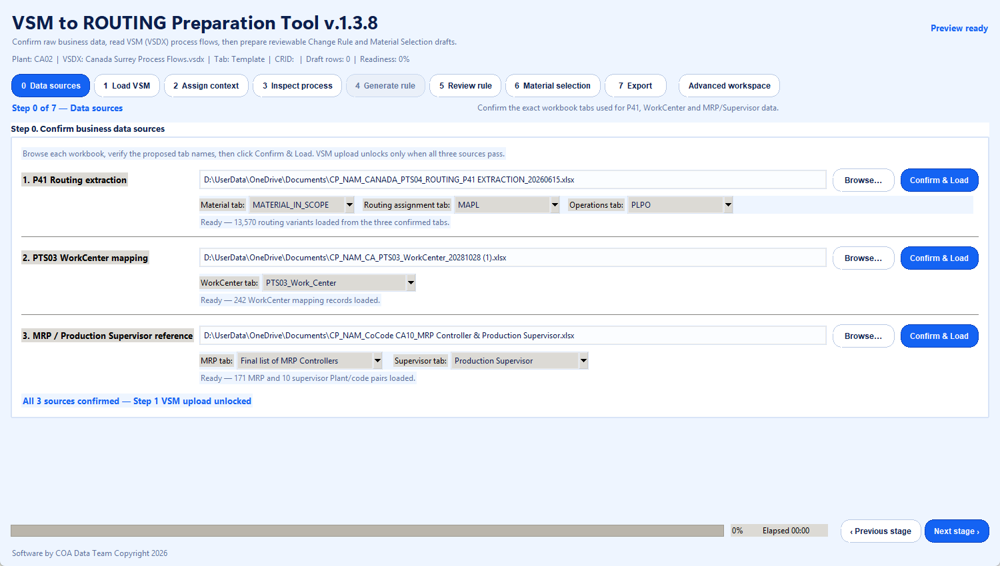 VSM to ROUTING Preparation Tool v.1.3.8
Preview ready
Confirm raw business data, read VSM (VSDX) process flows, then prepare reviewable Change Rule and Material Selection drafts.
Plant: CA02 | VSDX: Canada Surrey Process Flows.vsdx | Tab: Template | CRID: | Draft rows: 0 | Readiness: 0%
0 Data sources 1 Load VSM 2 Assign context 3 Inspect process 4 Generate rule 5 Review rule 6 Material selection 7 Export Advanced workspace
Step 0 of 7 — Data sources Confirm the exact workbook tabs used for P41, WorkCenter and MRP/Supervisor data.
Step 0. Confirm business data sources
Browse each workbook, verify the proposed tab names, then click Confirm & Load. VSM upload unlocks only when all three sources pass.
1. P41 Routing extraction D:\UserData\OneDrive\Documents\CP_NAM_CANADA_PTS04_ROUTING_P41 EXTRACTION_20260615.xlsx Browse... Confirm & Load
Material tab: MATERIAL_IN_SCOPE Routing assignment tab: MAPL Operations tab: PLPO
Ready — 13,570 routing variants loaded from the three confirmed tabs.
2. PTS03 WorkCenter mapping D:\UserData\OneDrive\Documents\CP_NAM_CA_PTS03_WorkCenter_20281028 (1).xlsx Browse... Confirm & Load
WorkCenter tab: PTS03_Work_Center
Ready — 242 WorkCenter mapping records loaded.
3. MRP / Production Supervisor reference D:\UserData\OneDrive\Documents\CP_NAM_CoCode CA10_MRP Controller & Production Supervisor.xlsx Browse... Confirm & Load
MRP tab: Final list of MRP Controllers Supervisor tab: Production Supervisor
Ready — 171 MRP and 10 supervisor Plant/code pairs loaded.
All 3 sources confirmed — Step 1 VSM upload unlocked
0% Elapsed 00:00 ‹ Previous stage Next stage ›
Software by COA Data Team Copyright 2026